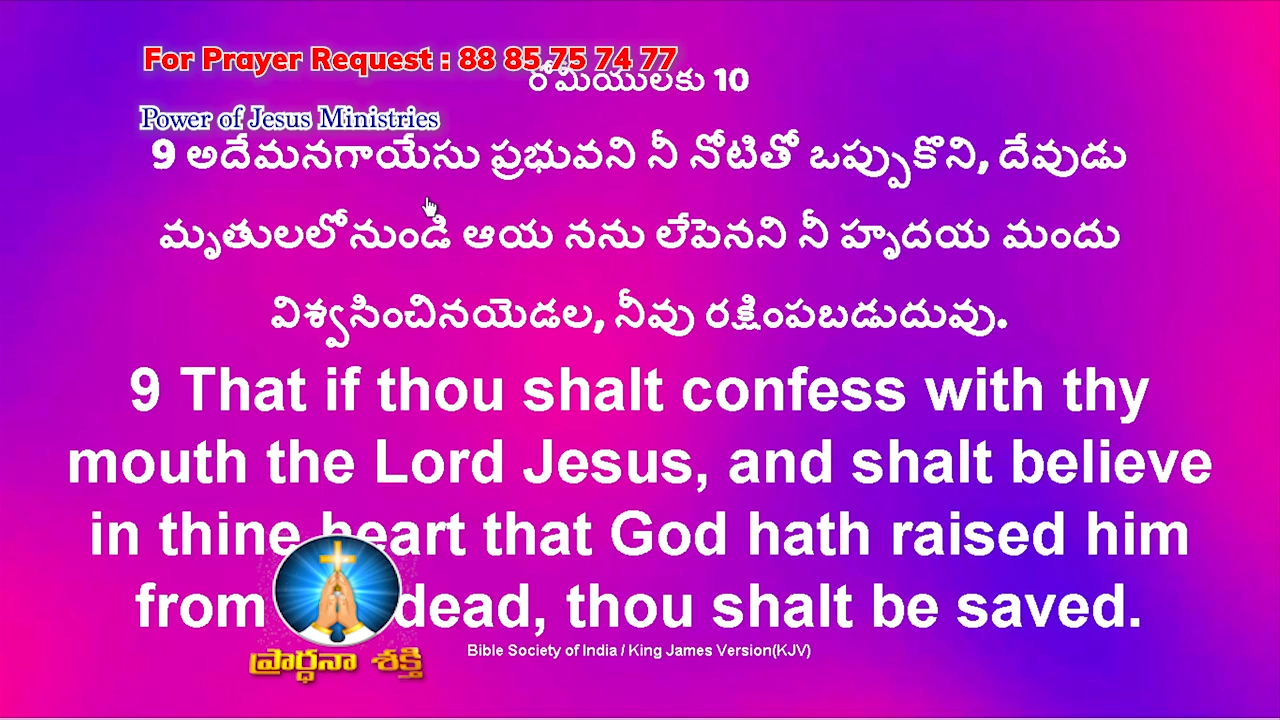 For Prayer Request : 88 85 75 74 77
రోమీయులకు 10
Power of Jesus Ministries
9 అదేమనగాయేసు ప్రభువని నీ నోటితో ఒప్పుకొని, దేవుడు
మృతులలోనుండి ఆయ నను లేపెనని నీ హృదయ మందు
విశ్వసించినయెడల, నీవు రక్షింపబడుదువు.
9 That if thou shalt confess with thy
mouth the Lord Jesus, and shalt believe
in thine heart that God hath raised him
from dead, thou shalt be saved.
ప్రార్ధనా శక్తి
Bible Society of India / King James Version(KJV)